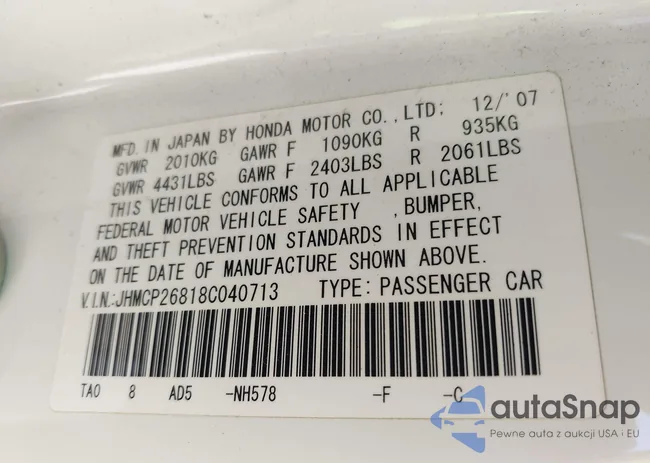 MFD. IN JAPAN BY HONDA MOTOR CO.,LTD; 12/'07
GVWR 2010KG GAWR F 1090KG R 935KG
GVWR 4431LBS GAWR F 2403LBS R 2061LBS
THIS VEHICLE CONFORMS TO ALL APPLICABLE
FEDERAL MOTOR VEHICLE SAFETY ,BUMPER,
AND THEFT PREVENTION STANDARDS IN EFFECT
ON THE DATE OF MANUFACTURE SHOWN ABOVE.
V.I.N.:JHMCP26818C040713 TYPE: PASSENGER CAR
TA0 8 AD5 -NH578 -F -C
autaSnap
Pewne auta z aukcji USA i EU